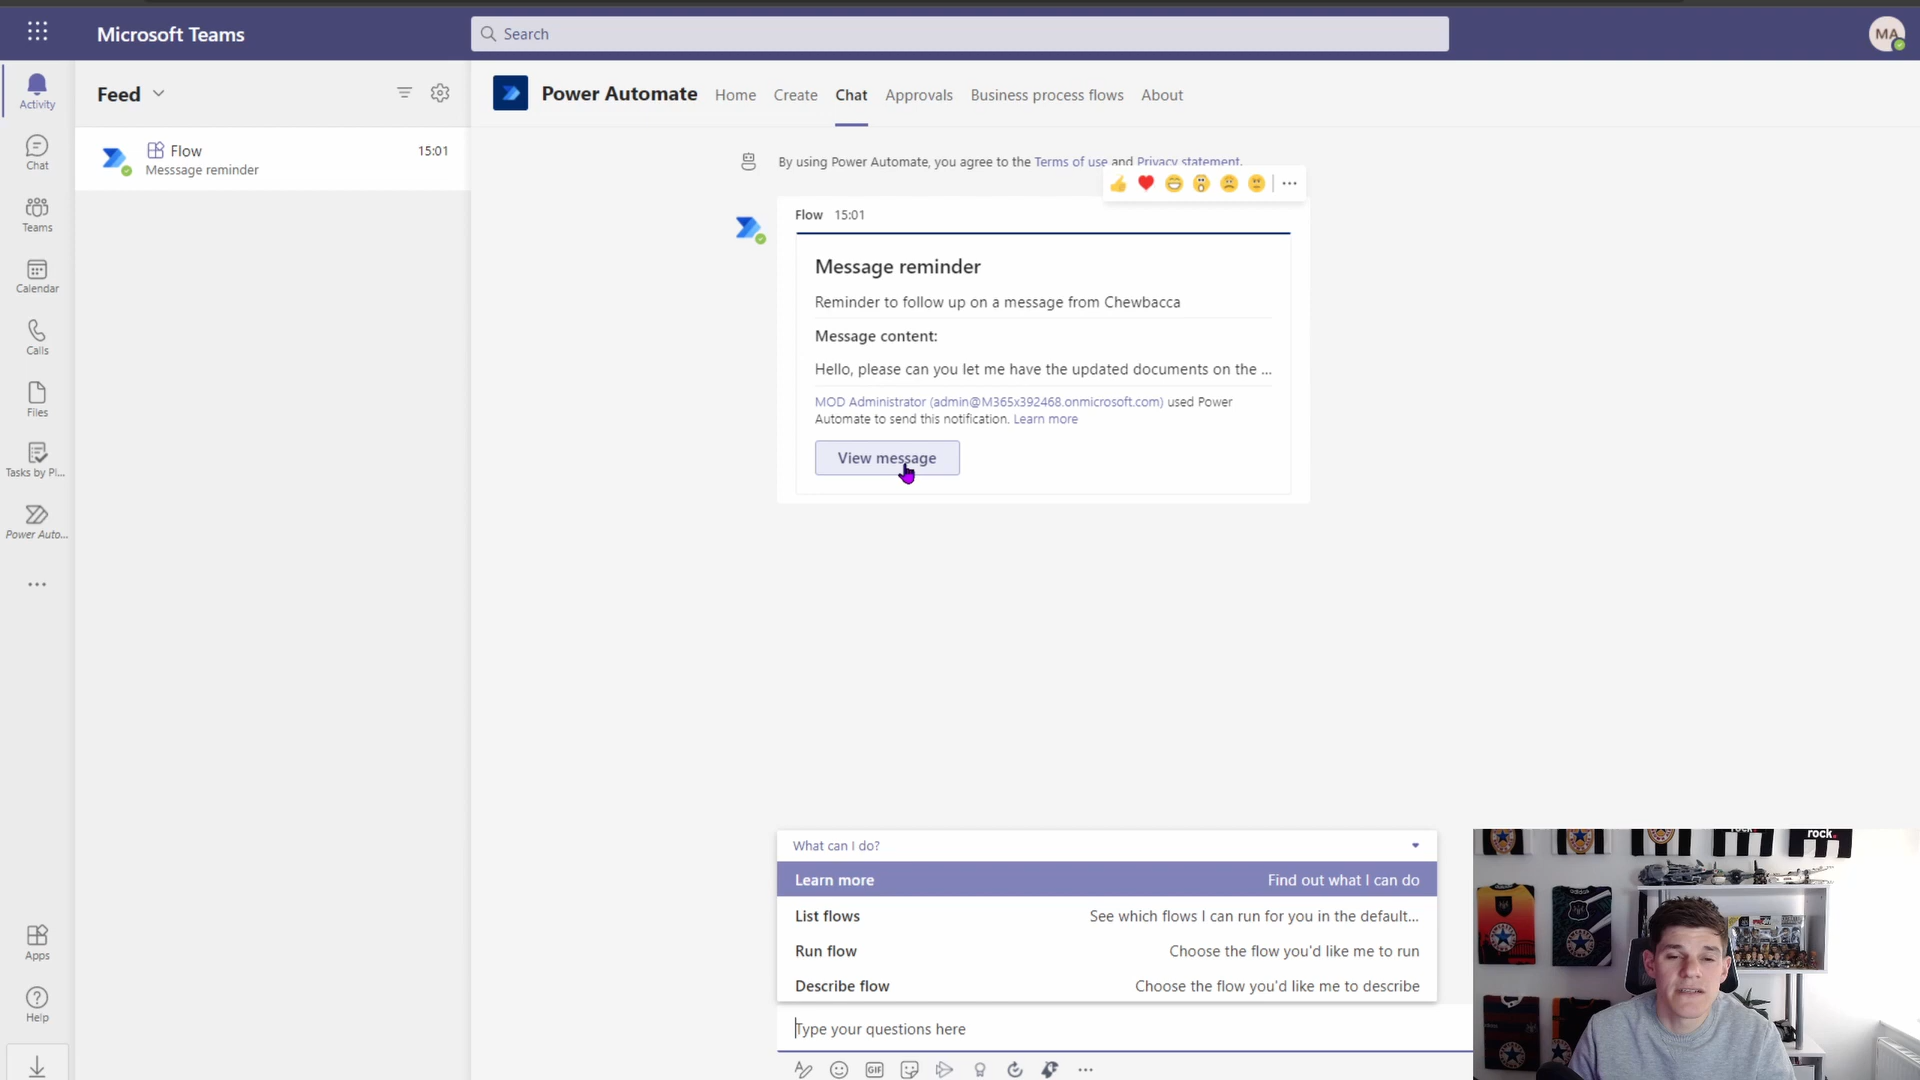 Microsoft Teams
Search
MA
Activity
Chat
Teams
Calendar
Calls
Files
Tasks by Pl...
Power Auto...
Apps
Help
Feed
Flow
15:01
Messsage reminder
Power Automate
Home
Create
Chat
Approvals
Business process flows
About
By using Power Automate, you agree to the Terms of use and Privacy statement.
Flow 15:01
Message reminder
Reminder to follow up on a message from Chewbacca
Message content:
Hello, please can you let me have the updated documents on the ...
MOD Administrator (admin@M365x392468.onmicrosoft.com) used Power
Automate to send this notification. Learn more
View message
What can I do?
Learn more Find out what I can do
List flows See which flows I can run for you in the default...
Run flow Choose the flow you'd like me to run
Describe flow Choose the flow you'd like me to describe
Type your questions here
GIF
rock.
adidas